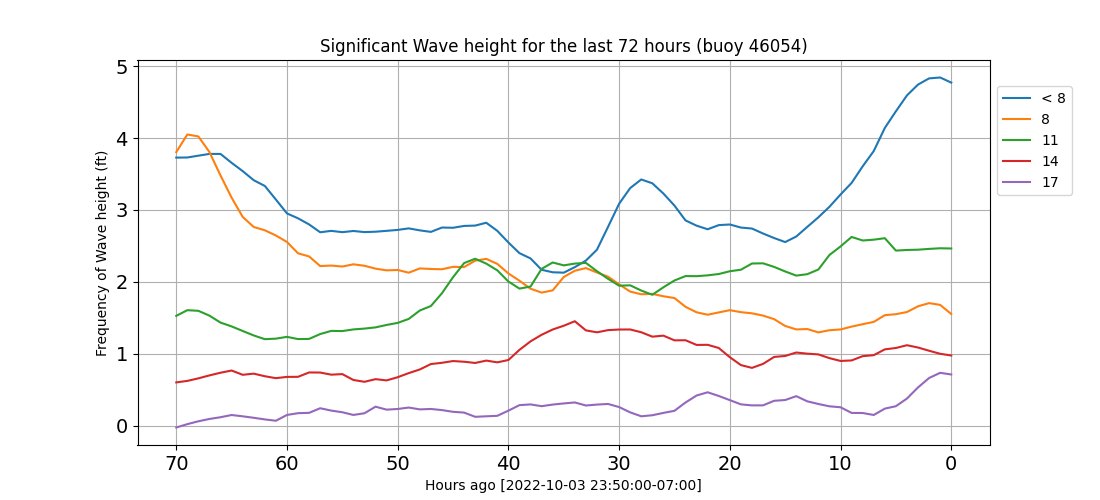 Significant Wave height for the last 72 hours (buoy 46054)
Frequency of Wave height (ft)
5
4
3
2
1
0
70 60 50 40 30 20 10 0
Hours ago [2022-10-03 23:50:00-07:00]
< 8
8
11
14
17